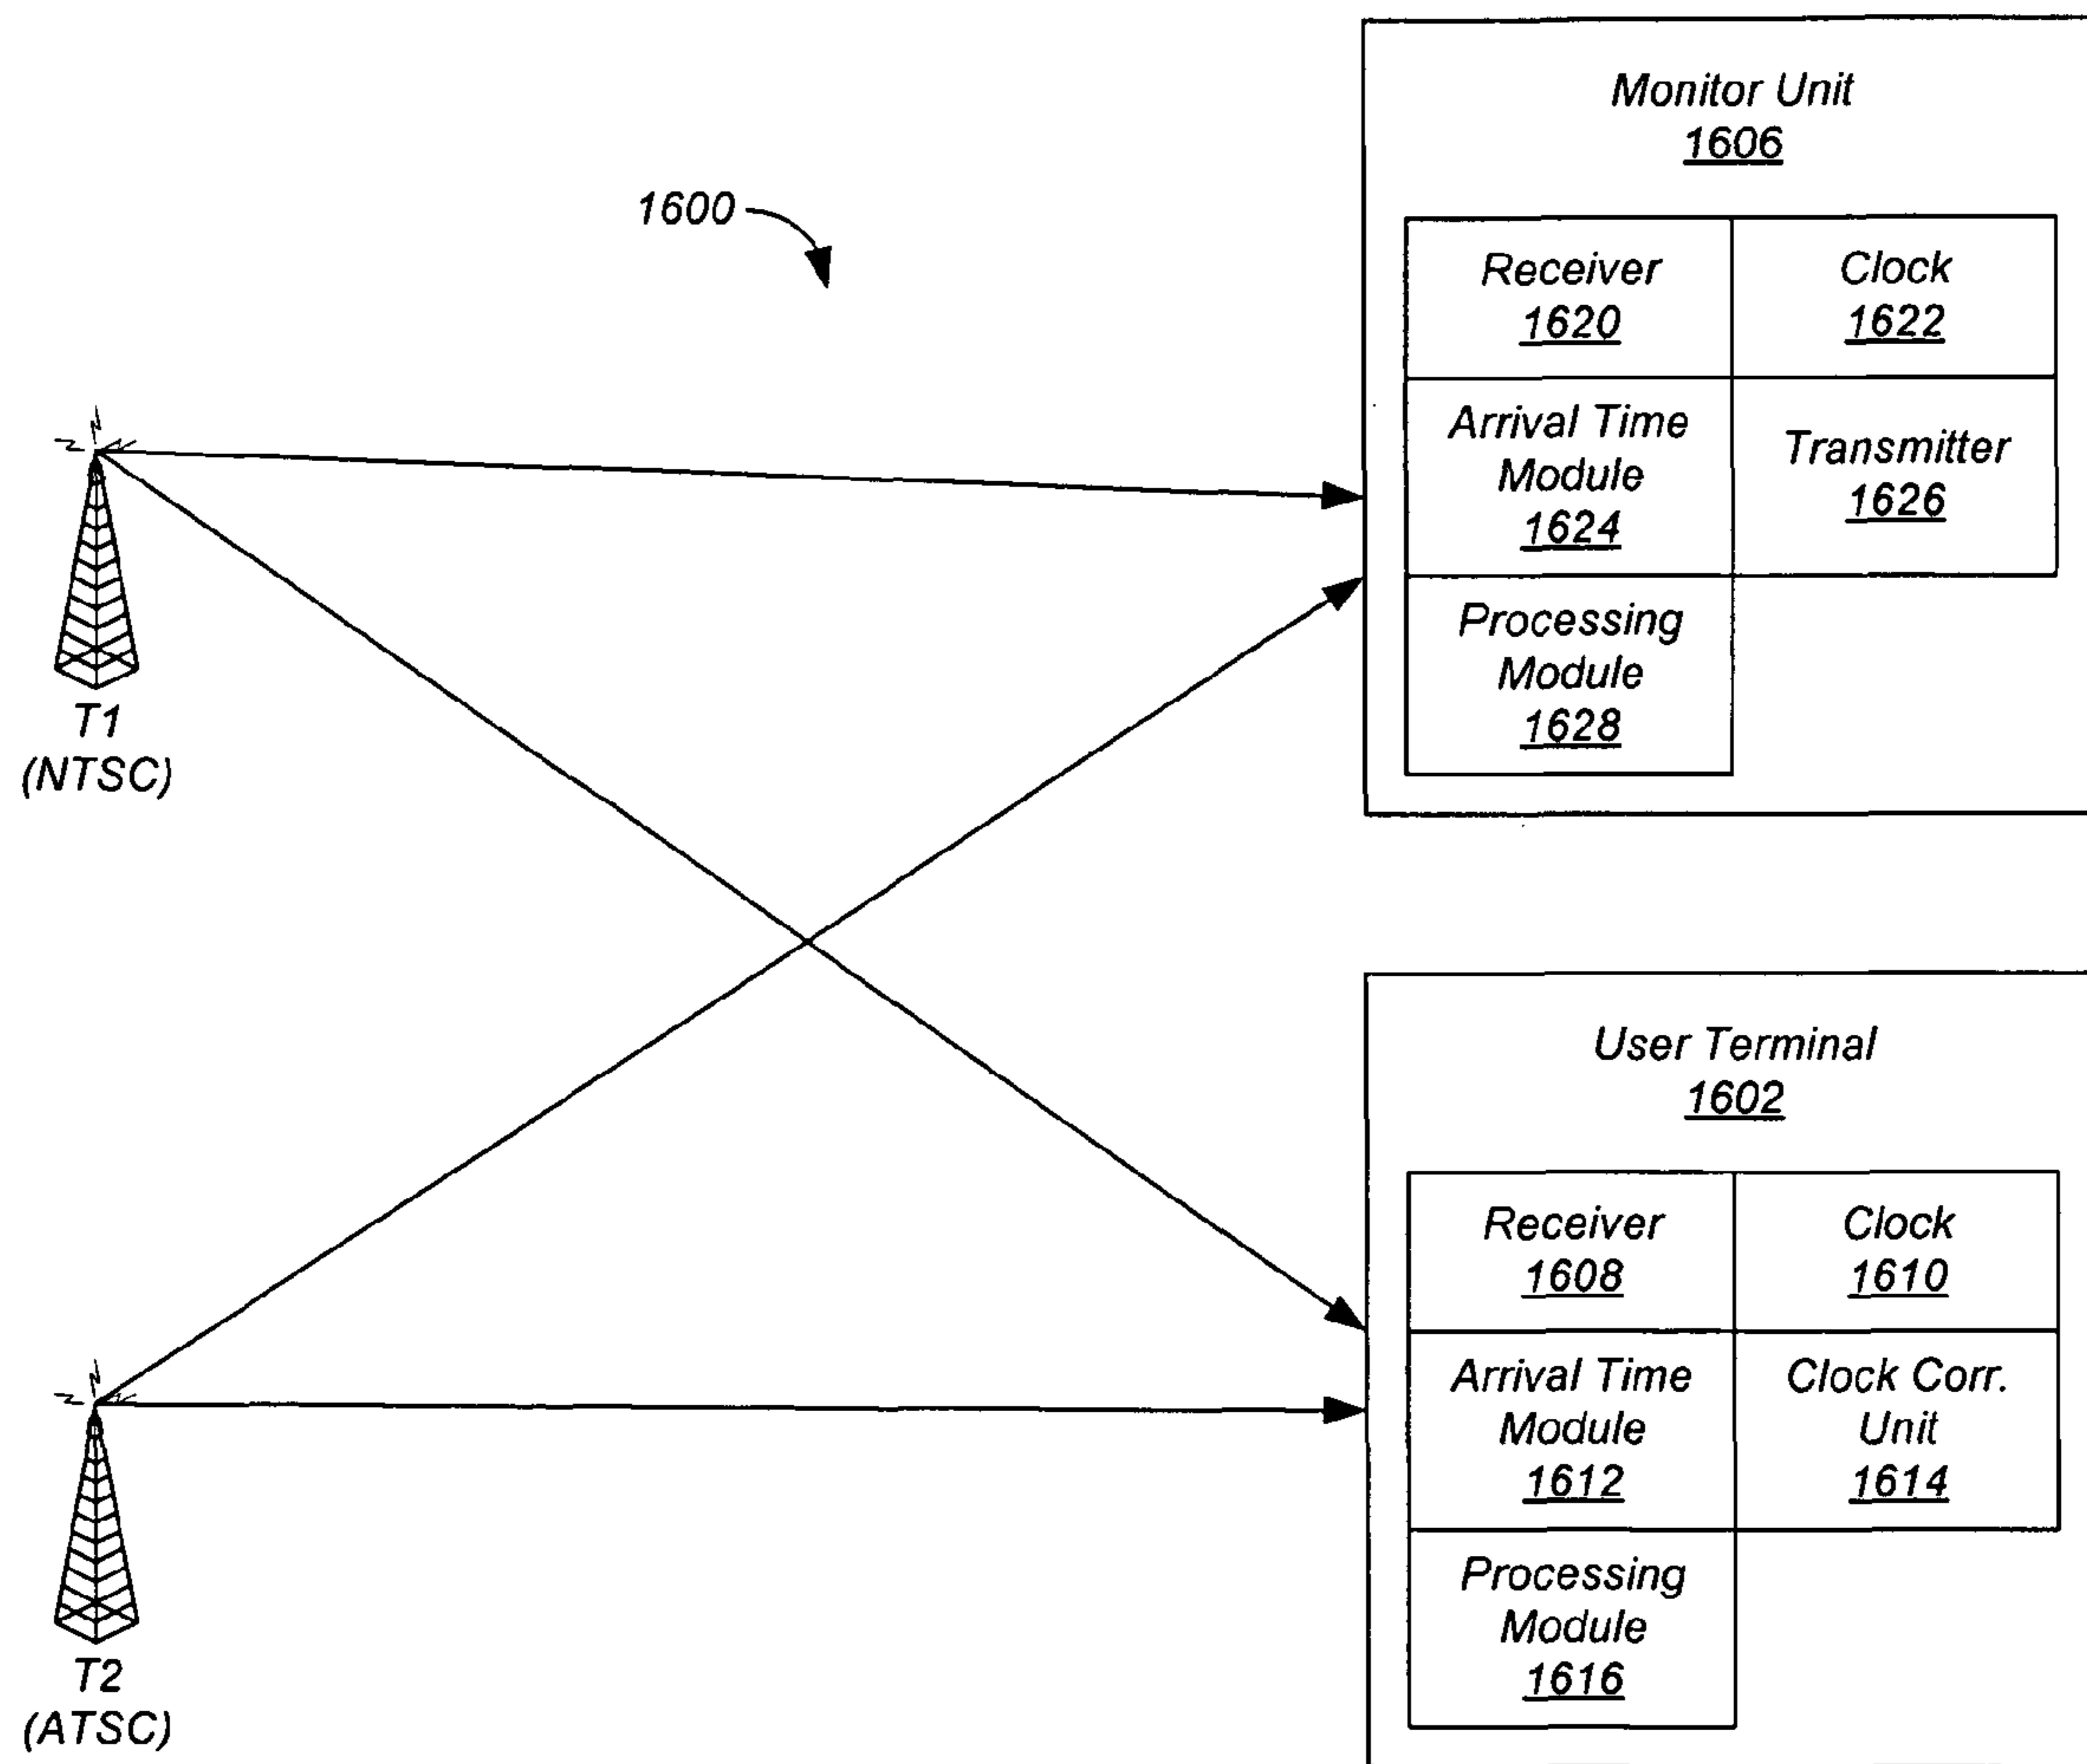 Monitor Unit
1606
1600
Receiver
1620
Clock
1622
Arrival Time
Module
1624
Transmitter
1626
Processing
Module
1628
T1
(NTSC)
User Terminal
1602
Receiver
1608
Clock
1610
Arrival Time
Module
1612
Clock Corr.
Unit
1614
Processing
Module
1616
T2
(ATSC)